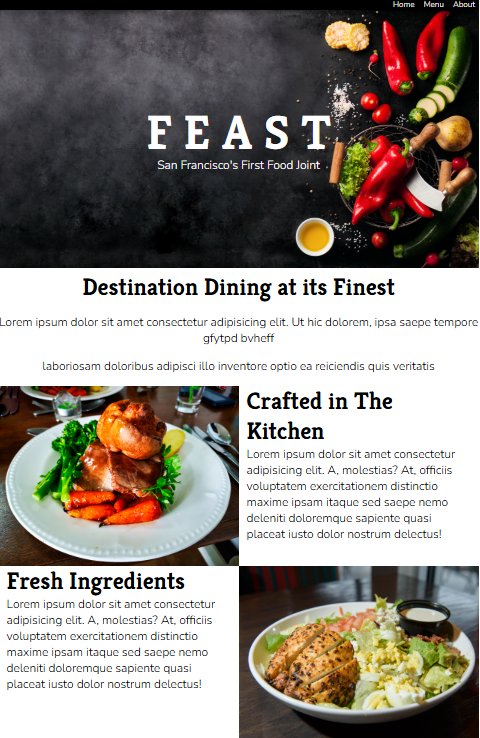 Home Menu About
FEAST
San Francisco's First Food Joint
Destination Dining at its Finest
Lorem ipsum dolor sit amet consectetur adipisicing elit. Ut hic dolorem, ipsa saepe tempore
gfytpd bvheff
laboriosam doloribus adipisci illo inventore optio ea reiciendis quis veritatis
Crafted in The
Kitchen
Lorem ipsum dolor sit amet consectetur
adipisicing elit. A, molestias? At, officiis
voluptatem exercitationem distinctio
maxime ipsam itaque sed saepe nemo
deleniti doloremque sapiente quasi
placeat iusto dolor nostrum delectus!
Fresh Ingredients
Lorem ipsum dolor sit amet consectetur
adipisicing elit. A, molestias? At, officiis
voluptatem exercitationem distinctio
maxime ipsam itaque sed saepe nemo
deleniti doloremque sapiente quasi
placeat iusto dolor nostrum delectus!